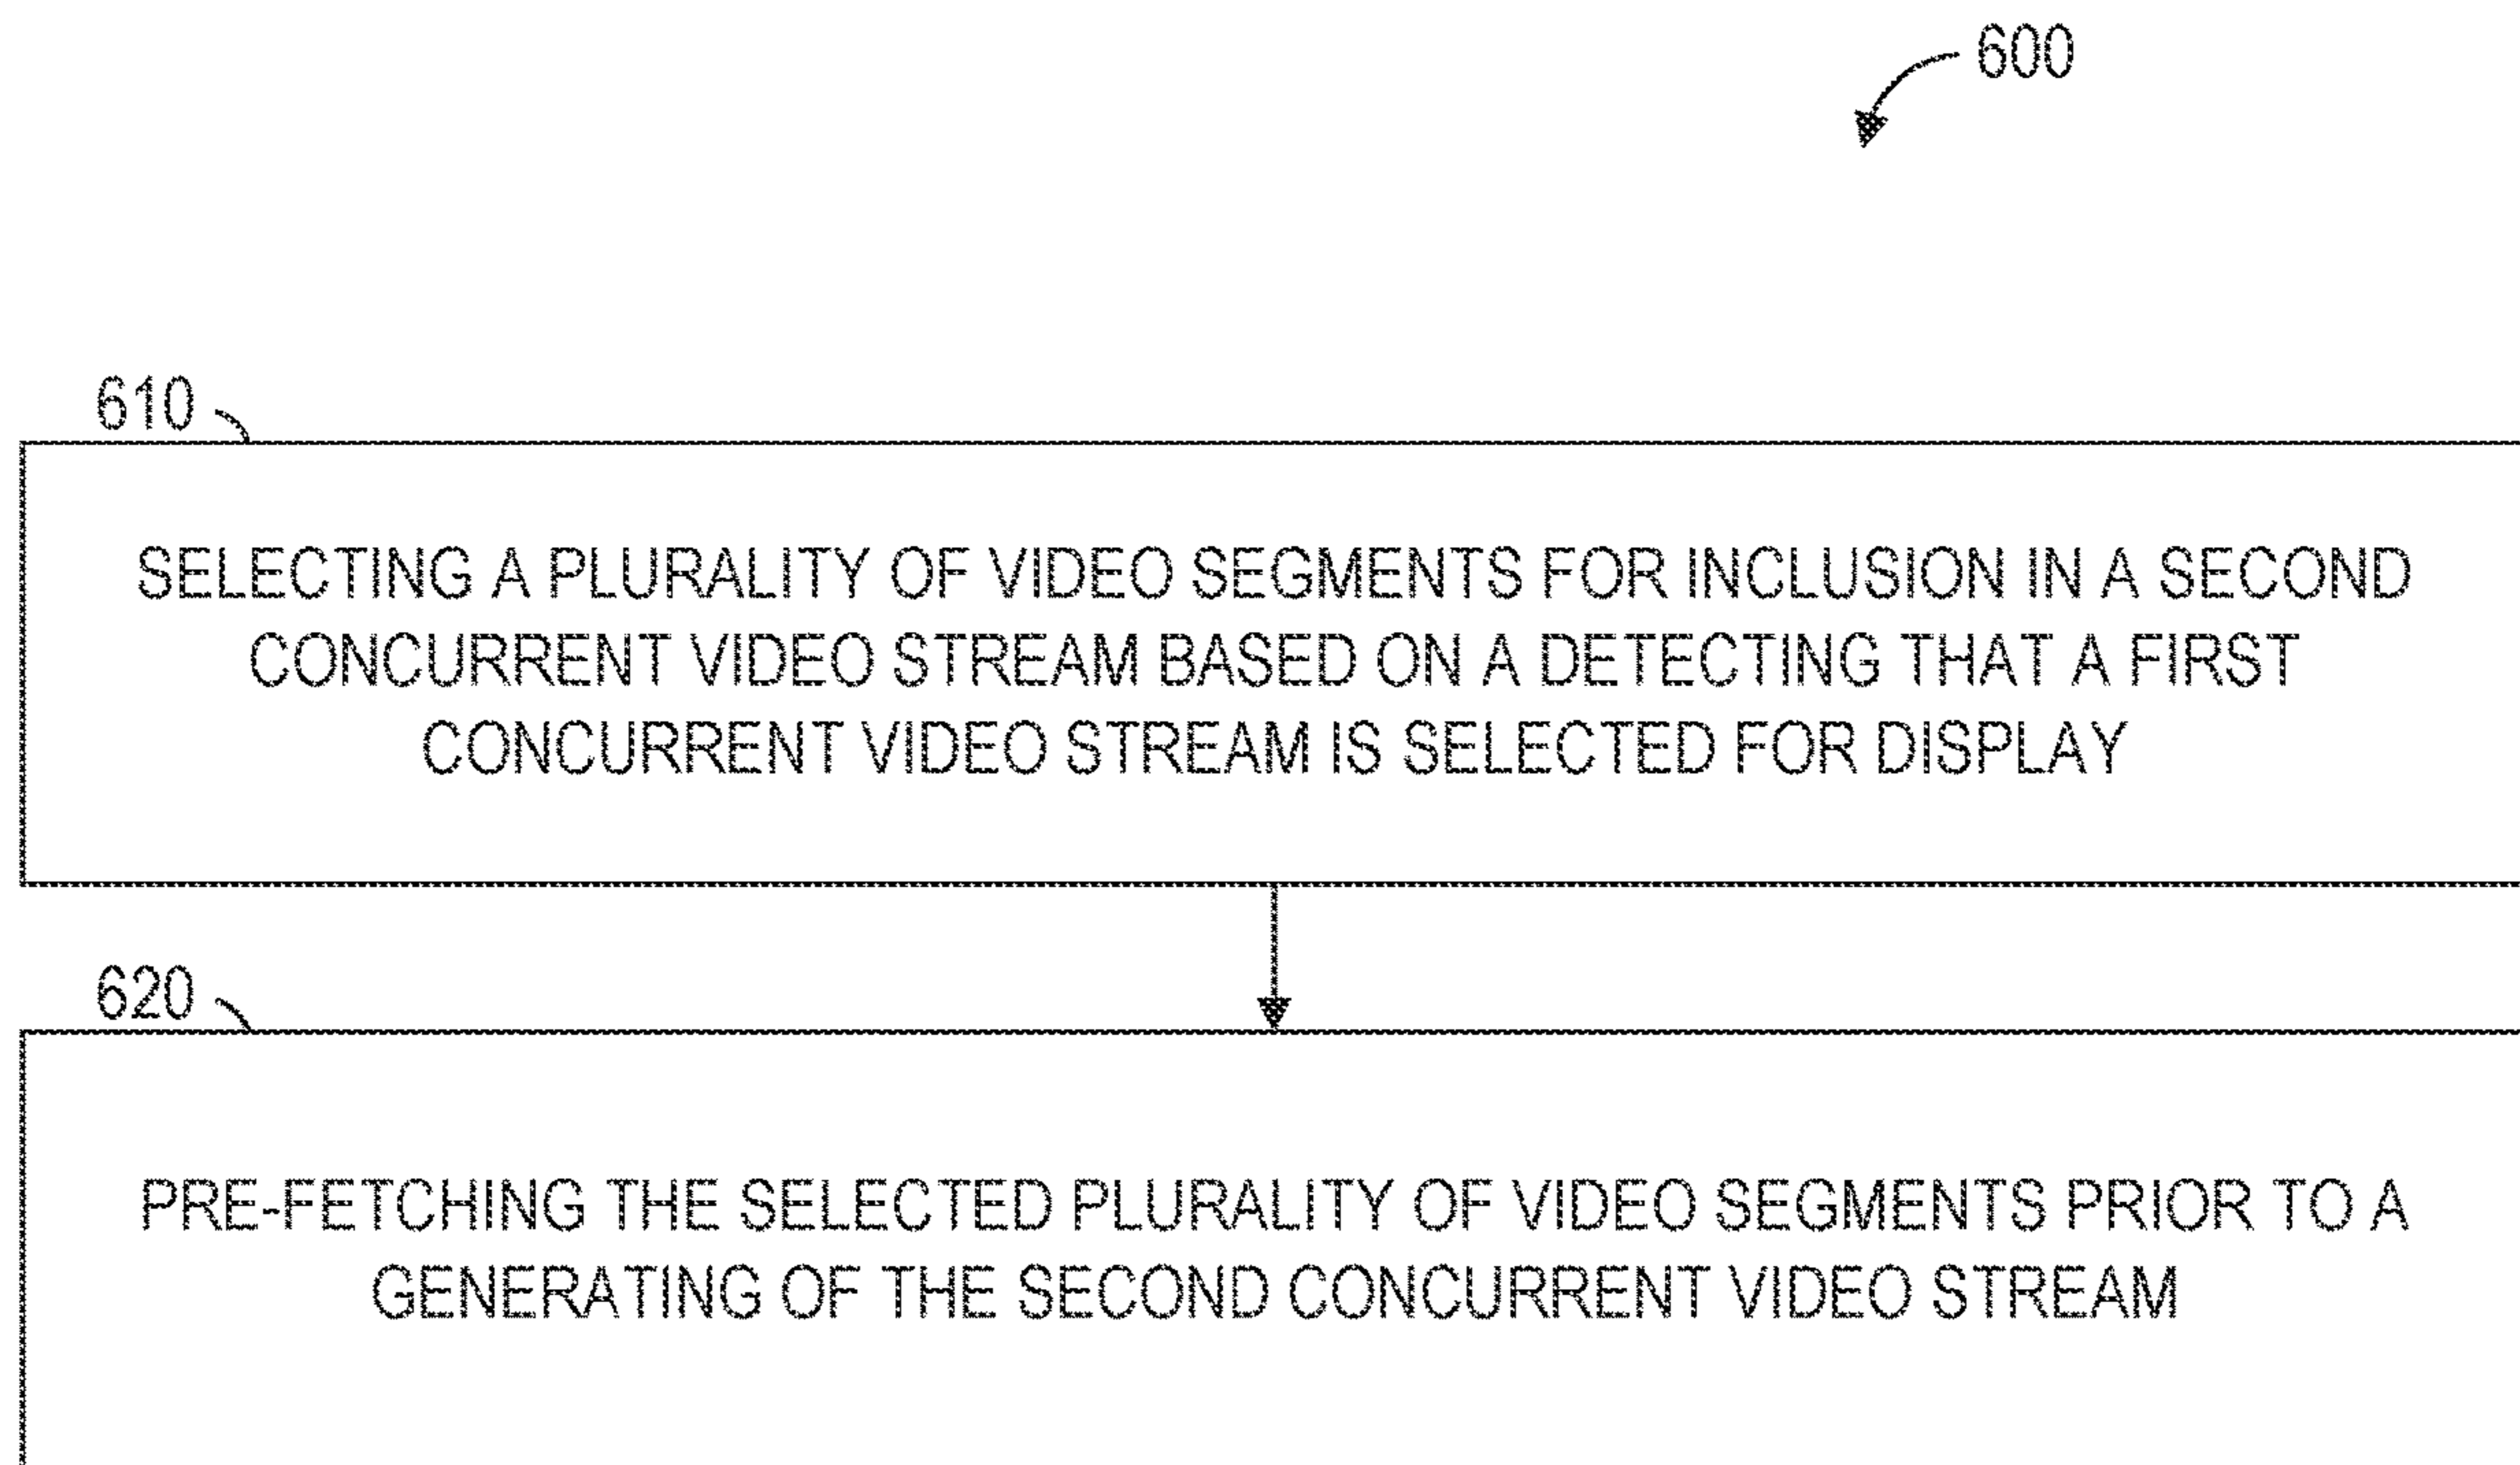 600
610
SELECTING A PLURALITY OF VIDEO SEGMENTS FOR INCLUSION IN A SECOND
CONCURRENT VIDEO STREAM BASED ON A DETECTING THAT A FIRST
CONCURRENT VIDEO STREAM IS SELECTED FOR DISPLAY
620
PRE-FETCHING THE SELECTED PLURALITY OF VIDEO SEGMENTS PRIOR TO A
GENERATING OF THE SECOND CONCURRENT VIDEO STREAM